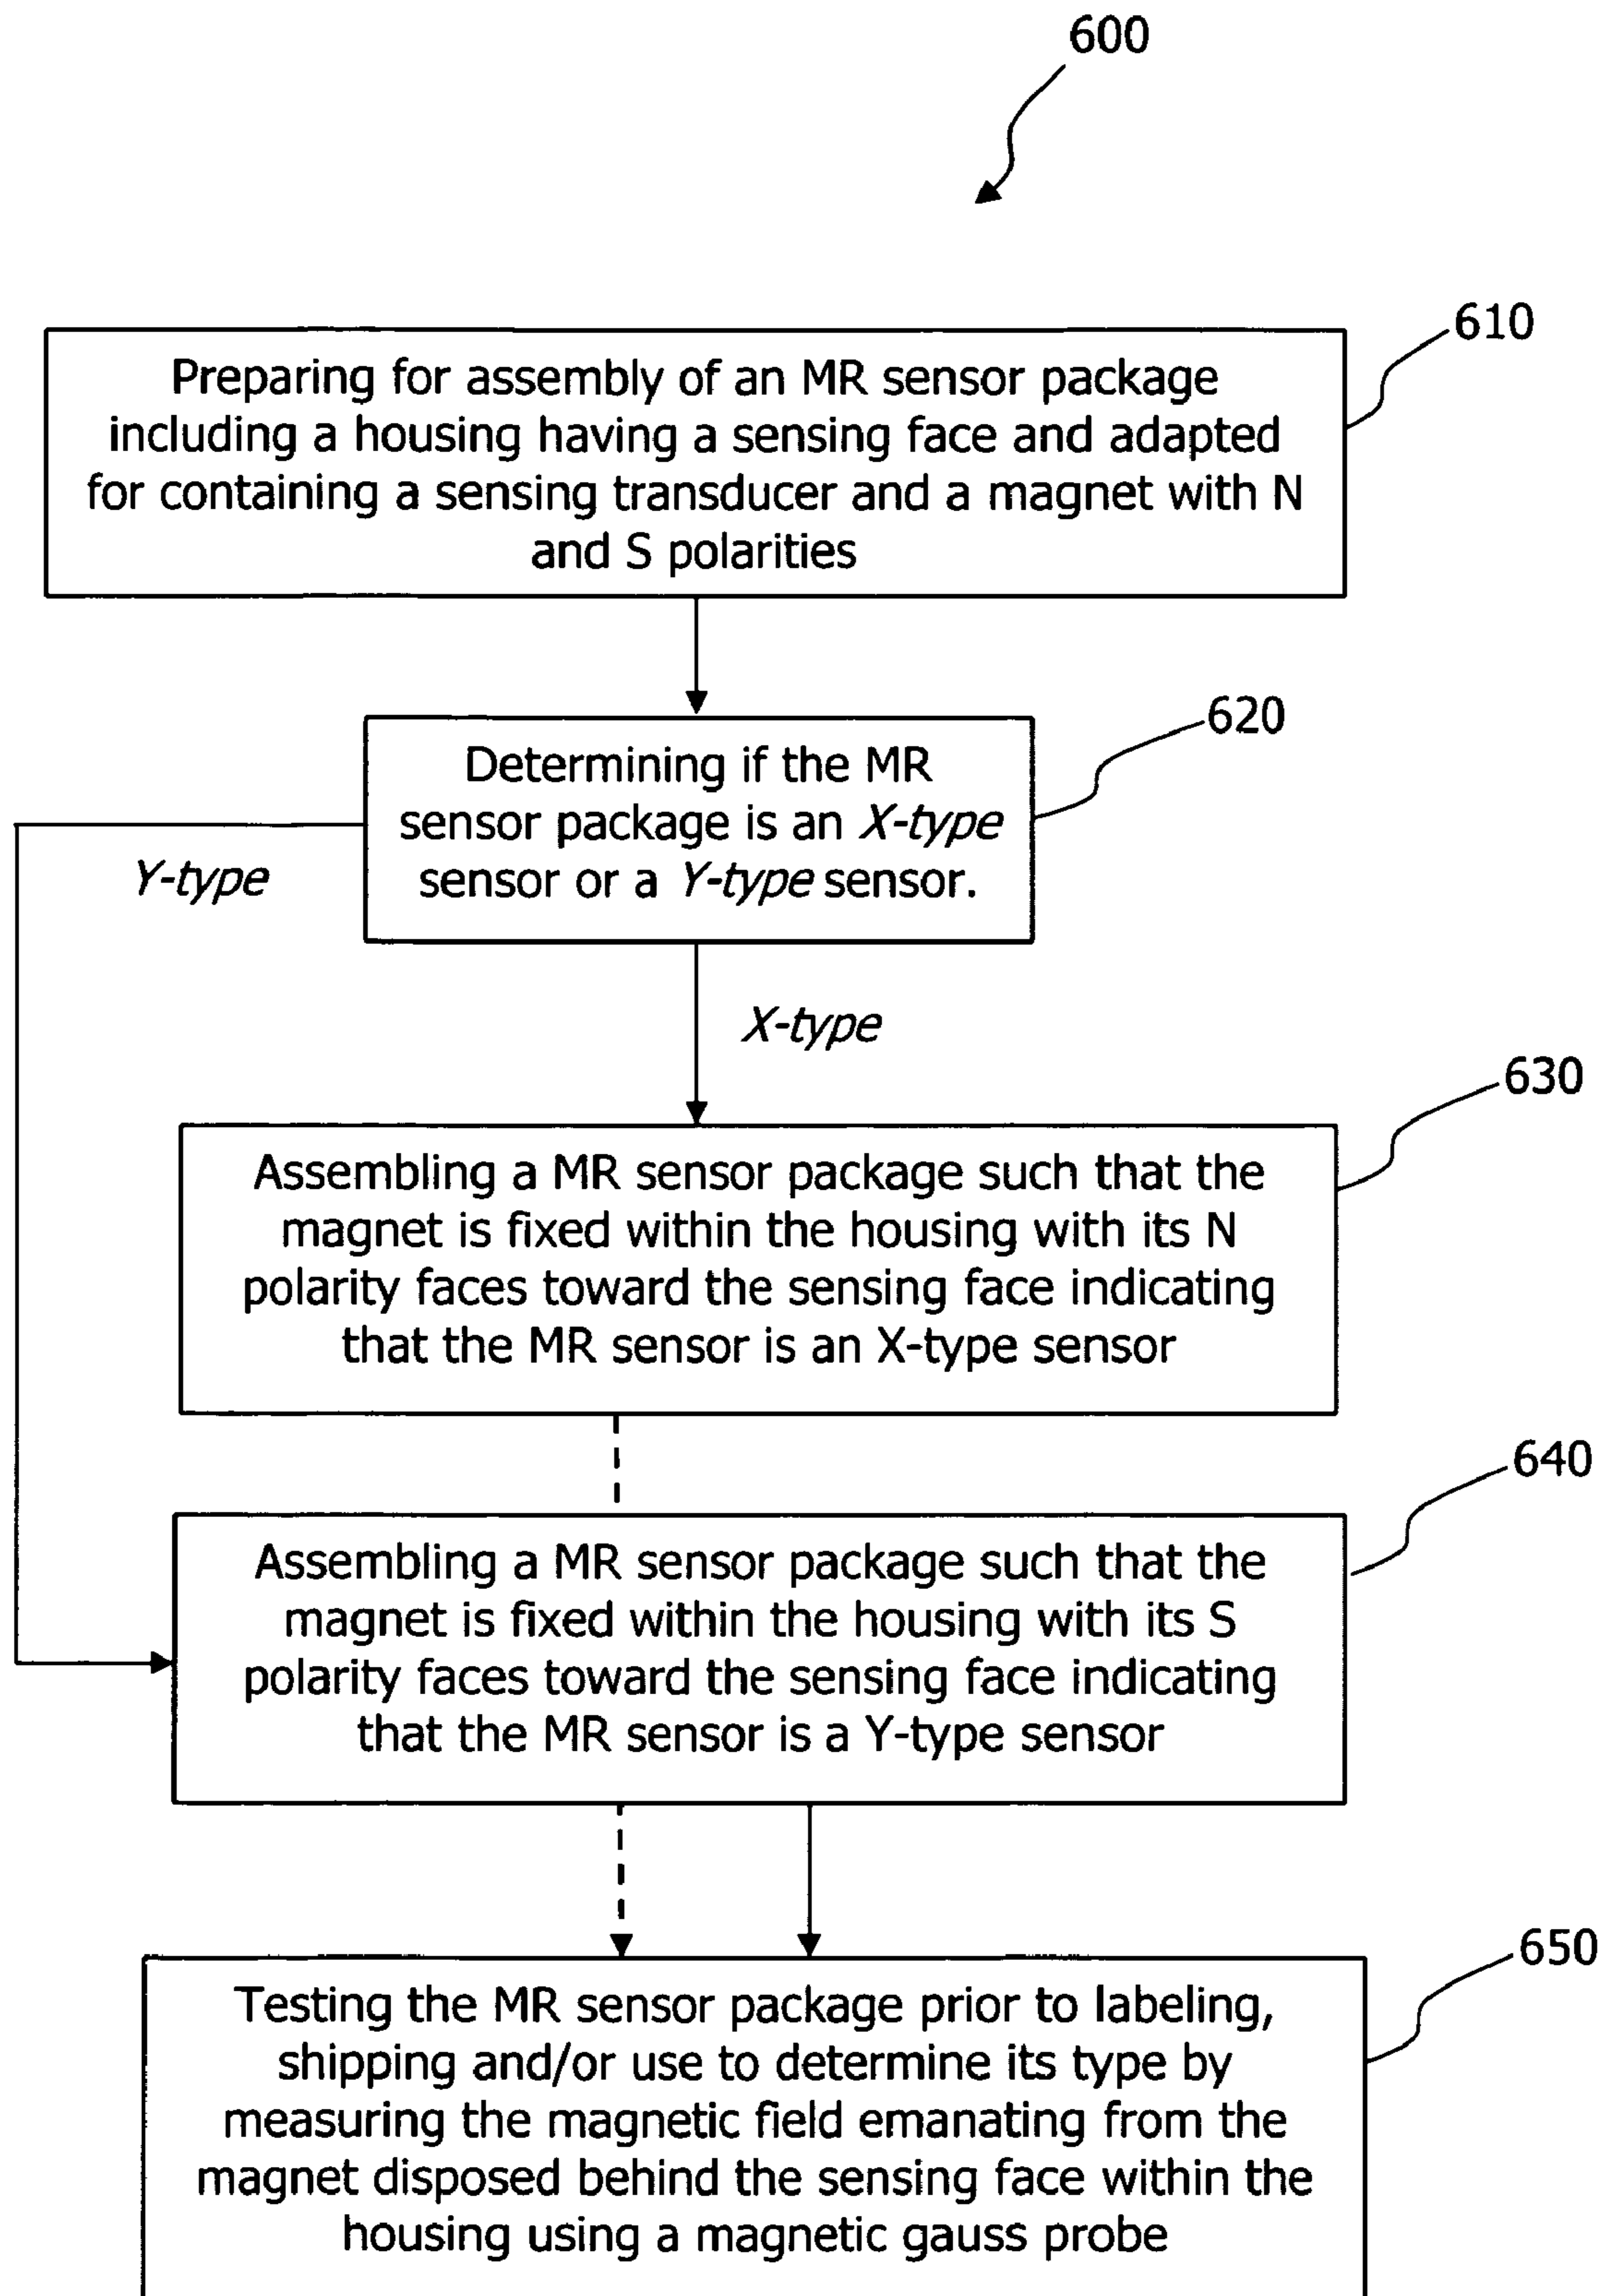 600
610
Preparing for assembly of an MR sensor package
including a housing having a sensing face and adapted
for containing a sensing transducer and a magnet with N
and S polarities
620
Determining if the MR
sensor package is an X-type
sensor or a Y-type sensor.
Y-type
X-type
630
Assembling a MR sensor package such that the
magnet is fixed within the housing with its N
polarity faces toward the sensing face indicating
that the MR sensor is an X-type sensor
640
Assembling a MR sensor package such that the
magnet is fixed within the housing with its S
polarity faces toward the sensing face indicating
that the MR sensor is a Y-type sensor
650
Testing the MR sensor package prior to labeling,
shipping and/or use to determine its type by
measuring the magnetic field emanating from the
magnet disposed behind the sensing face within the
housing using a magnetic gauss probe